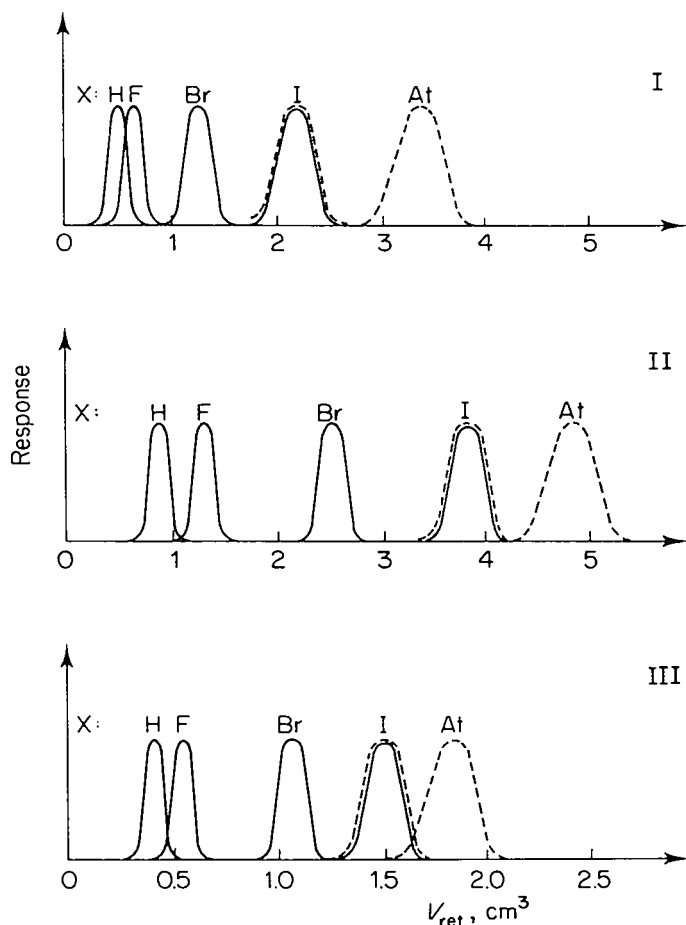 I
X: H F Br I At
0 1 2 3 4 5
II
X: H F Br I At
0 1 2 3 4 5
Response
III
X: H F Br I At
0 0.5 1.0 1.5 2.0 2.5
V_ret, cm³